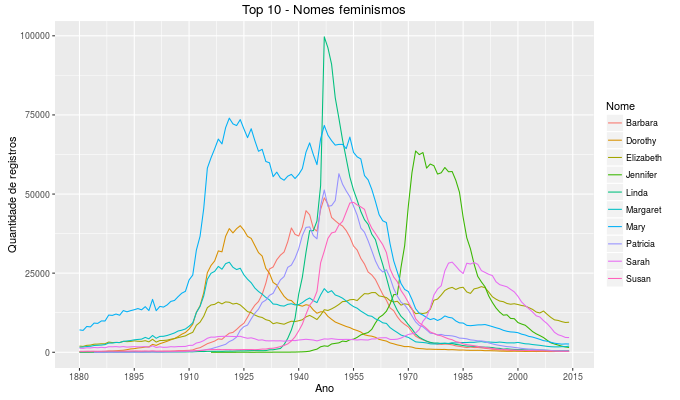 Top 10 - Nomes feminismos
Quantidade de registros
100000
75000
50000
25000
0
1880 1895 1910 1925 1940 1955 1970 1985 2000 2015
Ano
Nome
Barbara
Dorothy
Elizabeth
Jennifer
Linda
Margaret
Mary
Patricia
Sarah
Susan